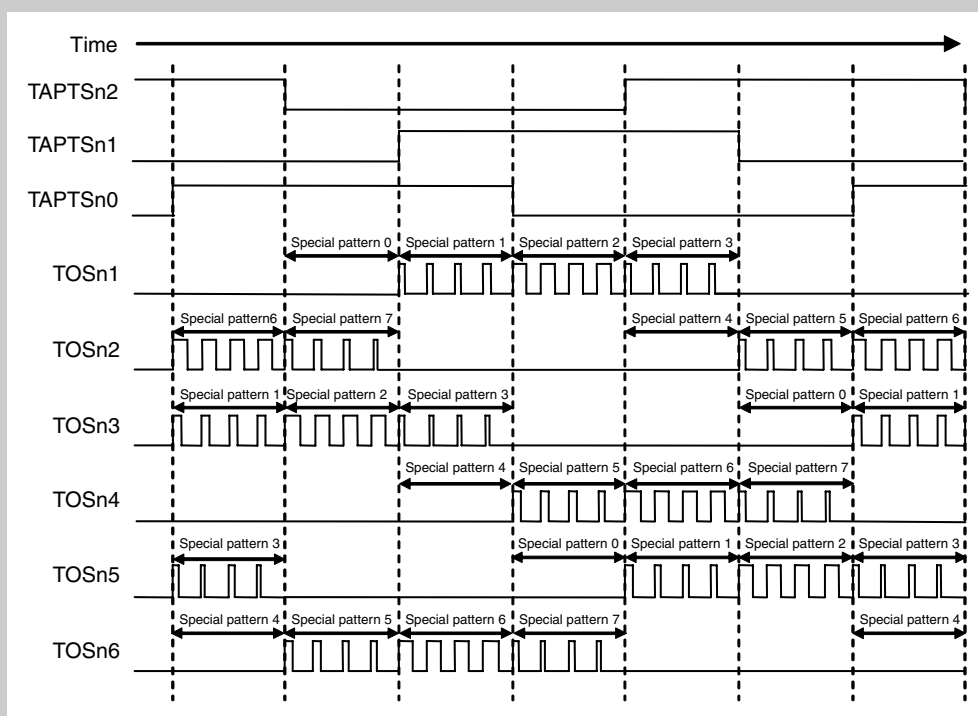 Time
TAPTSn2
TAPTSn1
TAPTSn0
Special pattern 0 Special pattern 1 Special pattern 2 Special pattern 3
TOSn1
Special pattern6 Special pattern 7 Special pattern 4 Special pattern 5 Special pattern 6
TOSn2
Special pattern 1 Special pattern 2 Special pattern 3 Special pattern 0 Special pattern 1
TOSn3
Special pattern 4 Special pattern 5 Special pattern 6 Special pattern 7
TOSn4
Special pattern 3 Special pattern 0 Special pattern 1 Special pattern 2 Special pattern 3
TOSn5
Special pattern 4 Special pattern 5 Special pattern 6 Special pattern 7 Special pattern 4
TOSn6